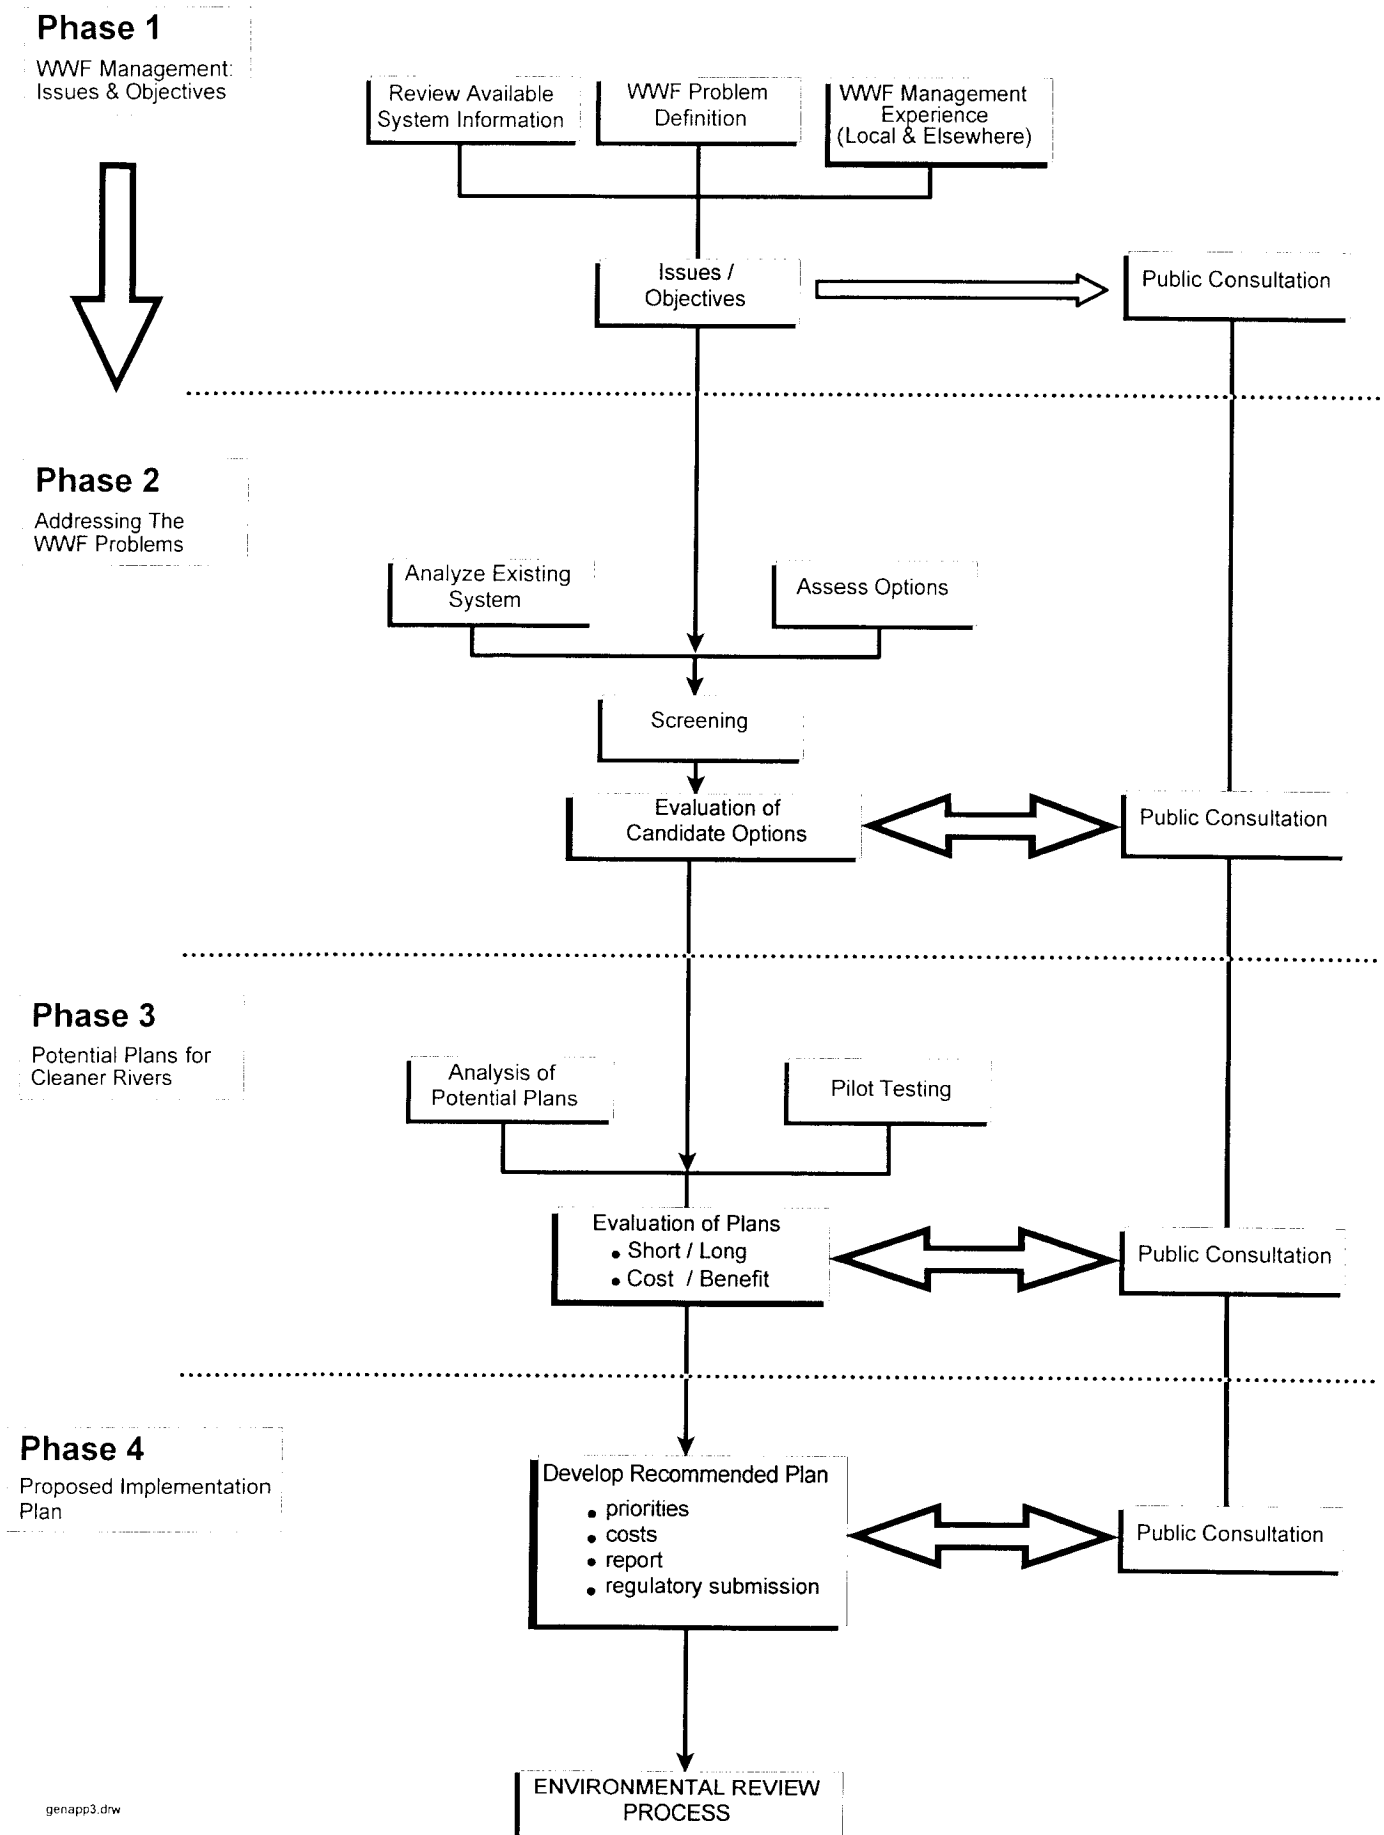 Phase 1
WWF Management:
Issues & Objectives
Review Available
System Information
WWF Problem
Definition
WWF Management
Experience
(Local & Elsewhere)
Issues /
Objectives
Public Consultation
Phase 2
Addressing The
WWF Problems
Analyze Existing
System
Assess Options
Screening
Evaluation of
Candidate Options
Public Consultation
Phase 3
Potential Plans for
Cleaner Rivers
Analysis of
Potential Plans
Pilot Testing
Evaluation of Plans
• Short / Long
• Cost / Benefit
Public Consultation
Phase 4
Proposed Implementation
Plan
Develop Recommended Plan
• priorities
• costs
• report
• regulatory submission
Public Consultation
ENVIRONMENTAL REVIEW
PROCESS
genapp3.drw